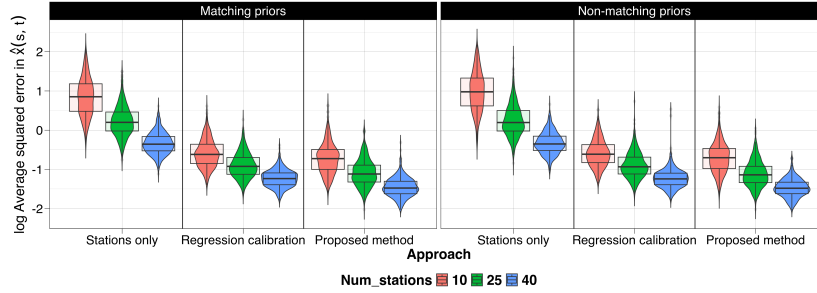 Matching priors
Non-matching priors
log Average squared error in x̂(s, t)
2
1
0
-1
-2
Stations only
Regression calibration
Proposed method
Stations only
Regression calibration
Proposed method
Approach
Num_stations 10 25 40